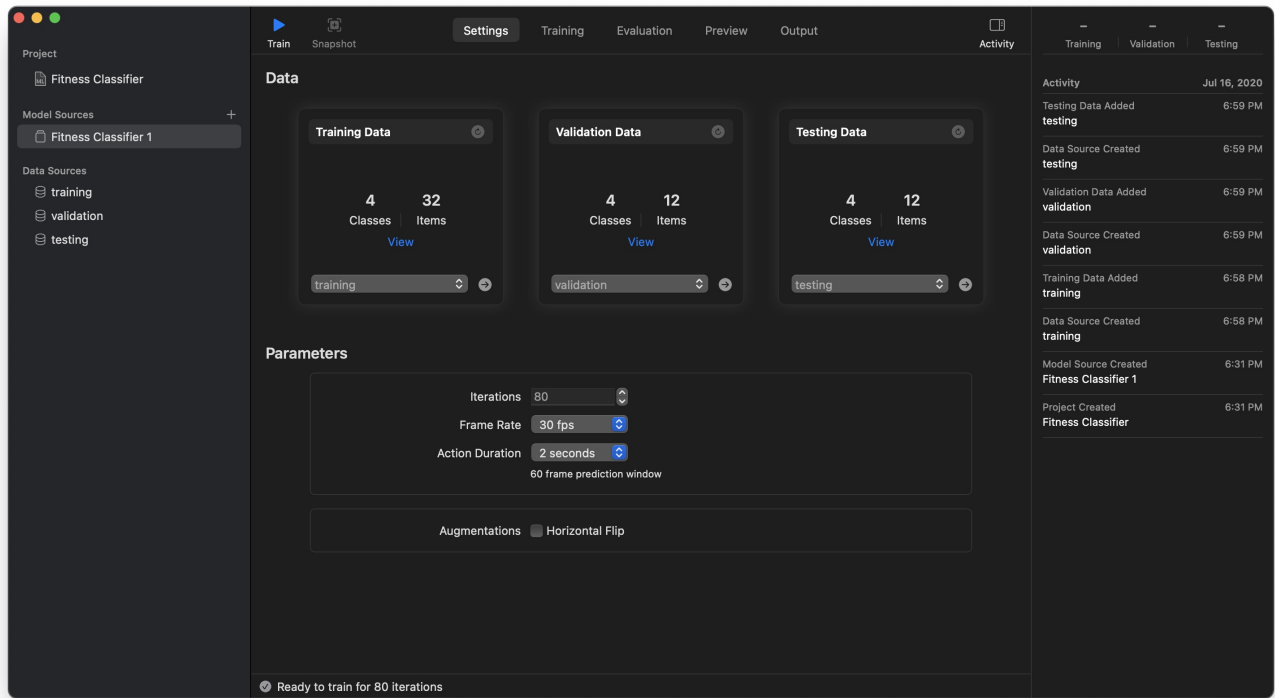 Project
Fitness Classifier
Model Sources +
Fitness Classifier 1
Data Sources
training
validation
testing
Train
Snapshot
Settings Training Evaluation Preview Output
Activity
Data
Training Data
4 32
Classes Items
View
training
Validation Data
4 12
Classes Items
View
validation
Testing Data
4 12
Classes Items
View
testing
Parameters
Iterations 80
Frame Rate 30 fps
Action Duration 2 seconds
60 frame prediction window
Augmentations Horizontal Flip
Ready to train for 80 iterations
– – –
Training Validation Testing
Activity Jul 16, 2020
Testing Data Added 6:59 PM
testing
Data Source Created 6:59 PM
testing
Validation Data Added 6:59 PM
validation
Data Source Created 6:59 PM
validation
Training Data Added 6:58 PM
training
Data Source Created 6:58 PM
training
Model Source Created 6:31 PM
Fitness Classifier 1
Project Created 6:31 PM
Fitness Classifier